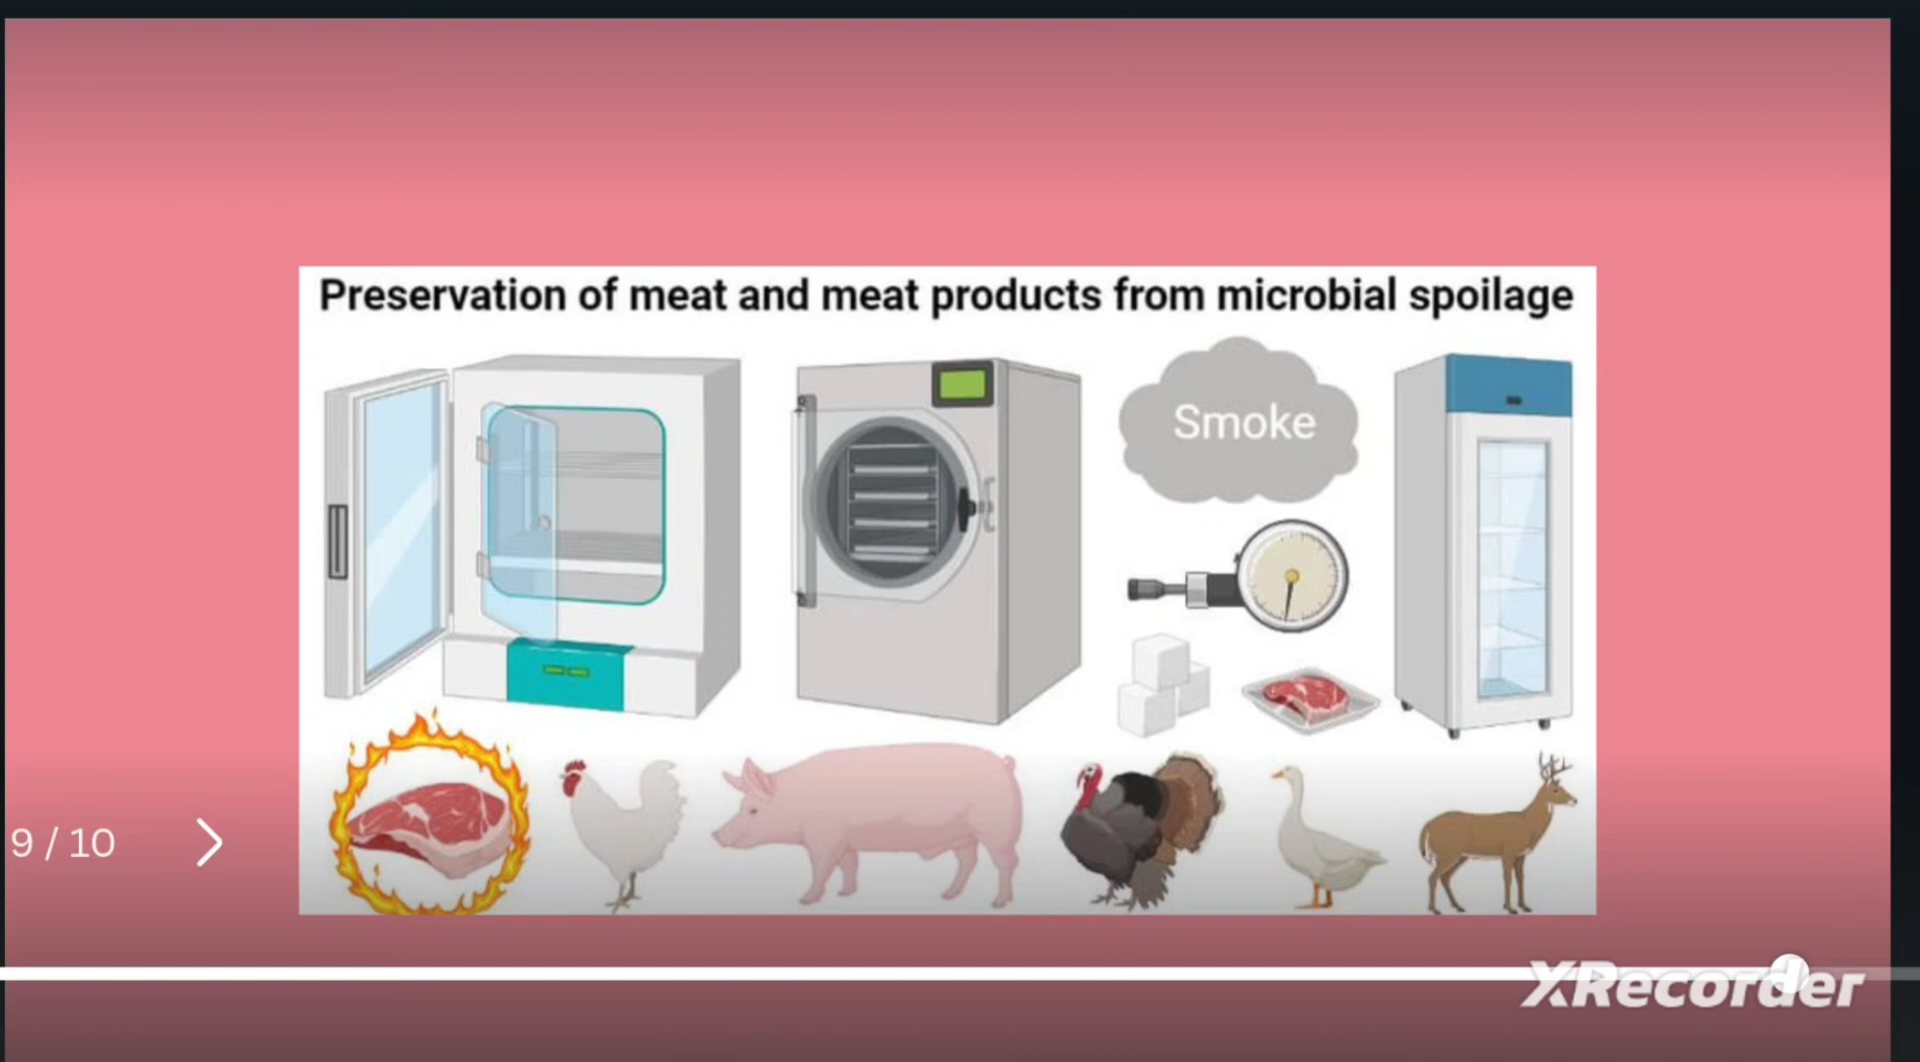 Preservation of meat and meat products from microbial spoilage
Smoke
9 / 10
XRecorder